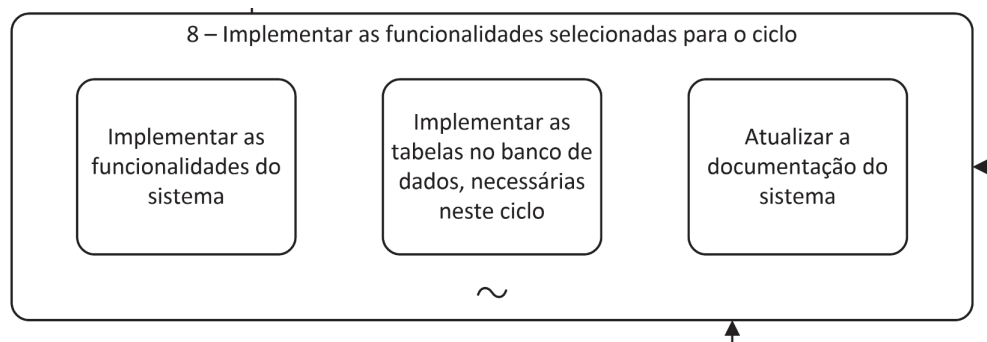 8 – Implementar as funcionalidades selecionadas para o ciclo
Implementar as
funcionalidades do
sistema
Implementar as
tabelas no banco de
dados, necessárias
neste ciclo
Atualizar a
documentação do
sistema
~